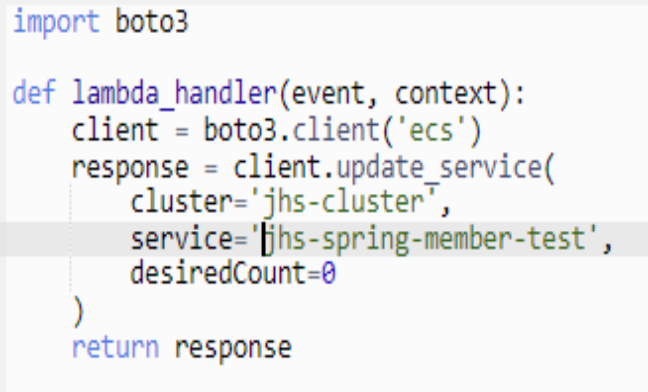 import boto3
def lambda_handler(event, context):
    client = boto3.client('ecs')
    response = client.update_service(
        cluster='jhs-cluster',
        service='jhs-spring-member-test',
        desiredCount=0
    )
    return response